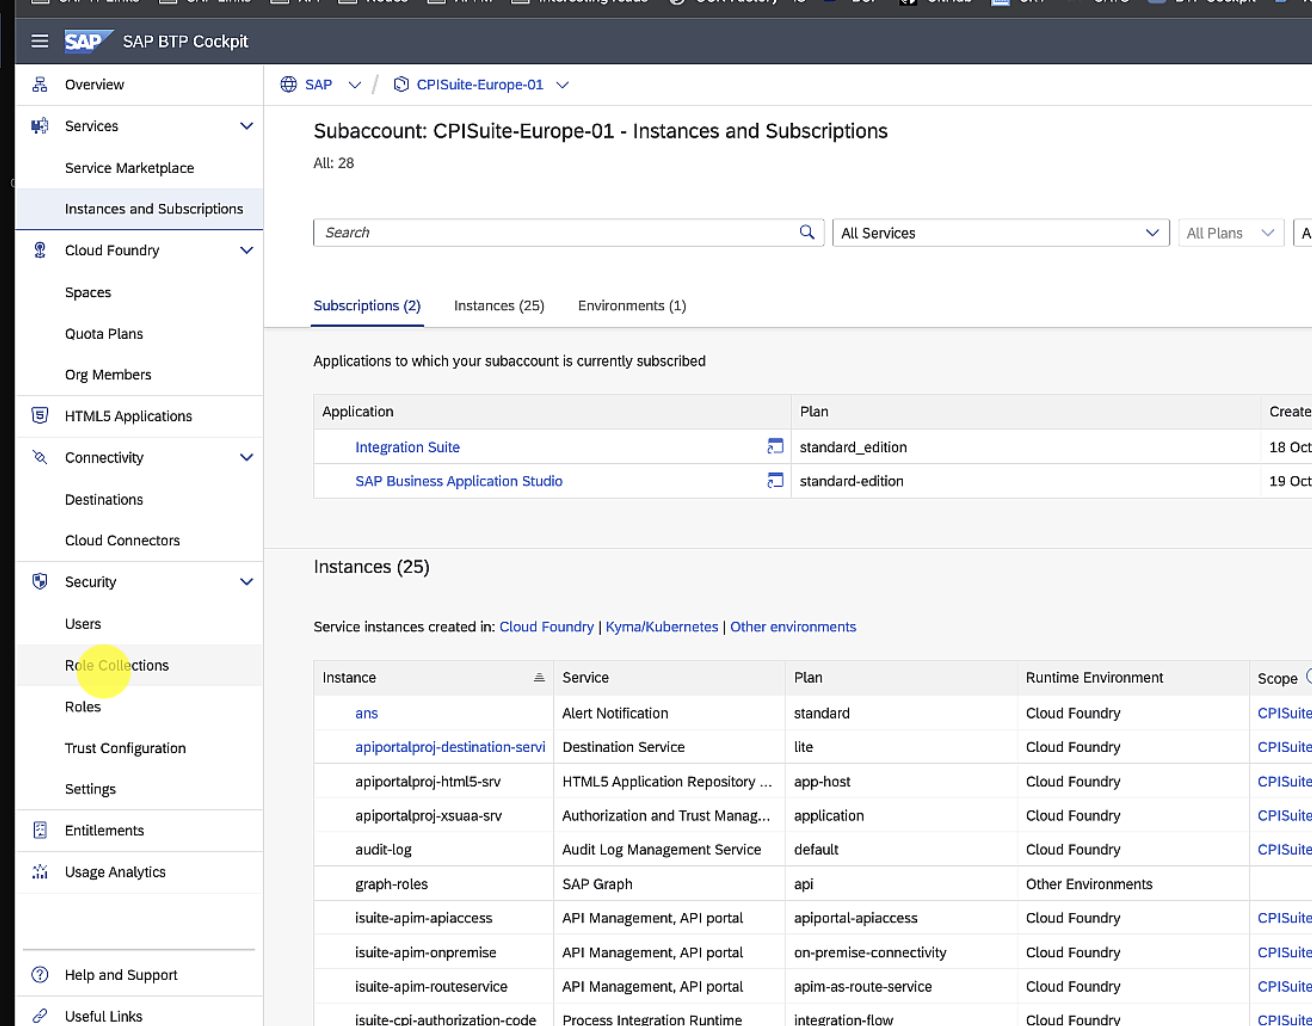 SAP SAP BTP Cockpit
Overview
Services
Service Marketplace
Instances and Subscriptions
Cloud Foundry
Spaces
Quota Plans
Org Members
HTML5 Applications
Connectivity
Destinations
Cloud Connectors
Security
Users
Role Collections
Roles
Trust Configuration
Settings
Entitlements
Usage Analytics
Help and Support
Useful Links
SAP / CPISuite-Europe-01
Subaccount: CPISuite-Europe-01 - Instances and Subscriptions
All: 28
Search All Services All Plans A
Subscriptions (2) Instances (25) Environments (1)
Applications to which your subaccount is currently subscribed
Application Plan Create
Integration Suite standard_edition 18 Oct
SAP Business Application Studio standard-edition 19 Oct
Instances (25)
Service instances created in: Cloud Foundry | Kyma/Kubernetes | Other environments
Instance Service Plan Runtime Environment Scope
ans Alert Notification standard Cloud Foundry CPISuite
apiportalproj-destination-servi Destination Service lite Cloud Foundry CPISuite
apiportalproj-html5-srv HTML5 Application Repository ... app-host Cloud Foundry CPISuite
apiportalproj-xsuaa-srv Authorization and Trust Manag... application Cloud Foundry CPISuite
audit-log Audit Log Management Service default Cloud Foundry CPISuite
graph-roles SAP Graph api Other Environments
isuite-apim-apiaccess API Management, API portal apiportal-apiaccess Cloud Foundry CPISuite
isuite-apim-onpremise API Management, API portal on-premise-connectivity Cloud Foundry CPISuite
isuite-apim-routeservice API Management, API portal apim-as-route-service Cloud Foundry CPISuite
isuite-cpi-authorization-code Process Integration Runtime integration-flow Cloud Foundry CPISuite